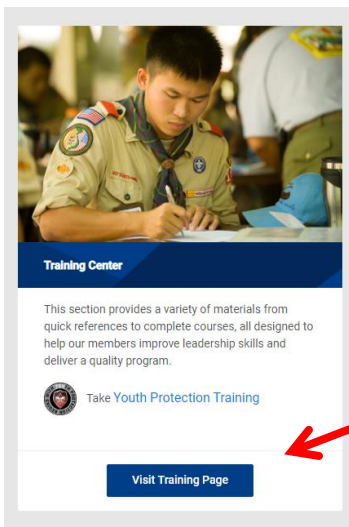 Training Center
This section provides a variety of materials from
quick references to complete courses, all designed to
help our members improve leadership skills and
deliver a quality program.
Take Youth Protection Training
Visit Training Page